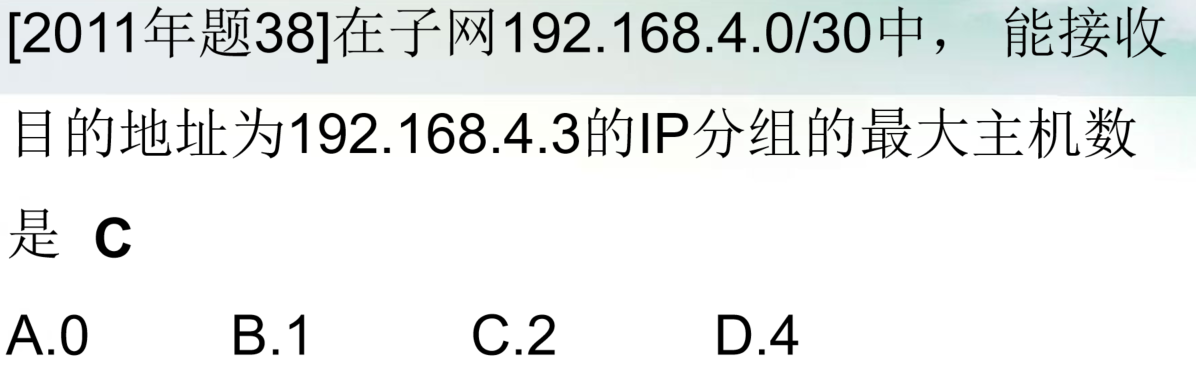 [2011年题38]在子网192.168.4.0/30中， 能接收
目的地址为192.168.4.3的IP分组的最大主机数
是 C
A.0 B.1 C.2 D.4